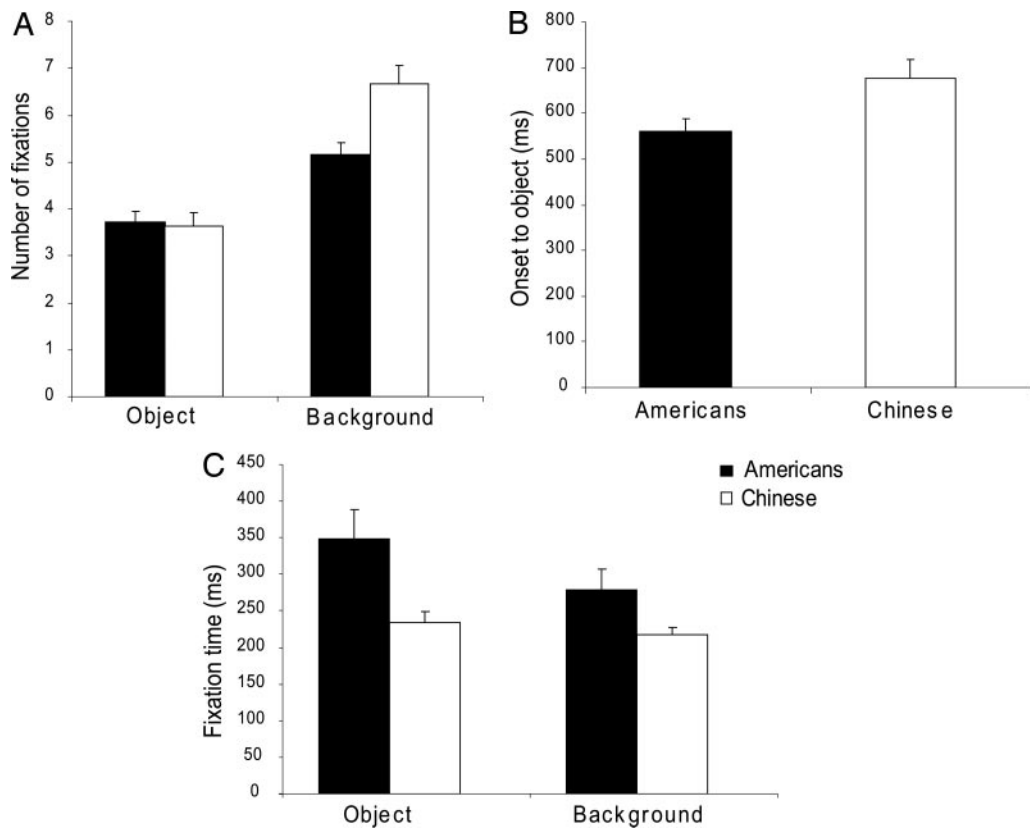 A
Number of fixations
8
7
6
5
4
3
2
1
0
Object
Background
B
Onset to object (ms)
800
700
600
500
400
300
200
100
0
Americans
Chinese
C
Fixation time (ms)
450
400
350
300
250
200
150
100
50
0
Object
Background
Americans
Chinese